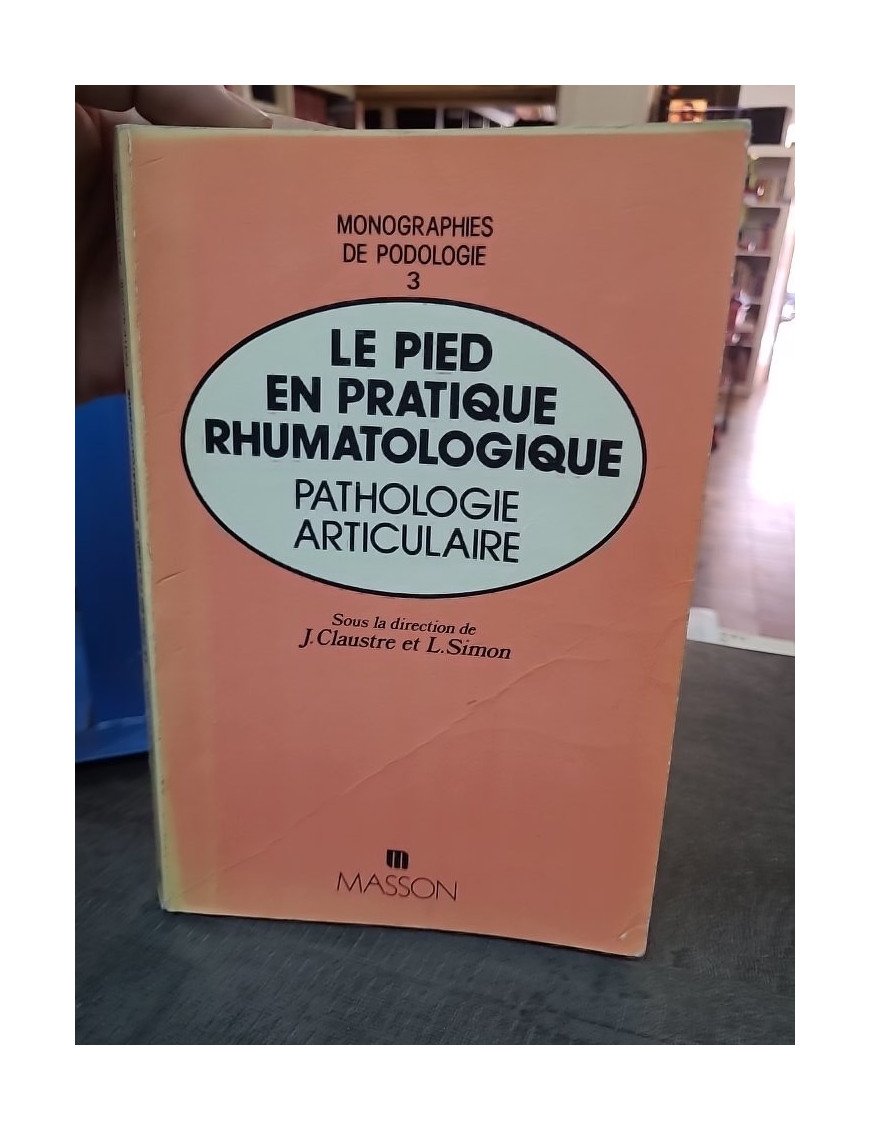 MONOGRAPHIES
DE PODOLOGIE
3
LE PIED
EN PRATIQUE
RHUMATOLOGIQUE
PATHOLOGIE
ARTICULAIRE
Sous la direction de
J.Claustre et L.Simon
m
MASSON